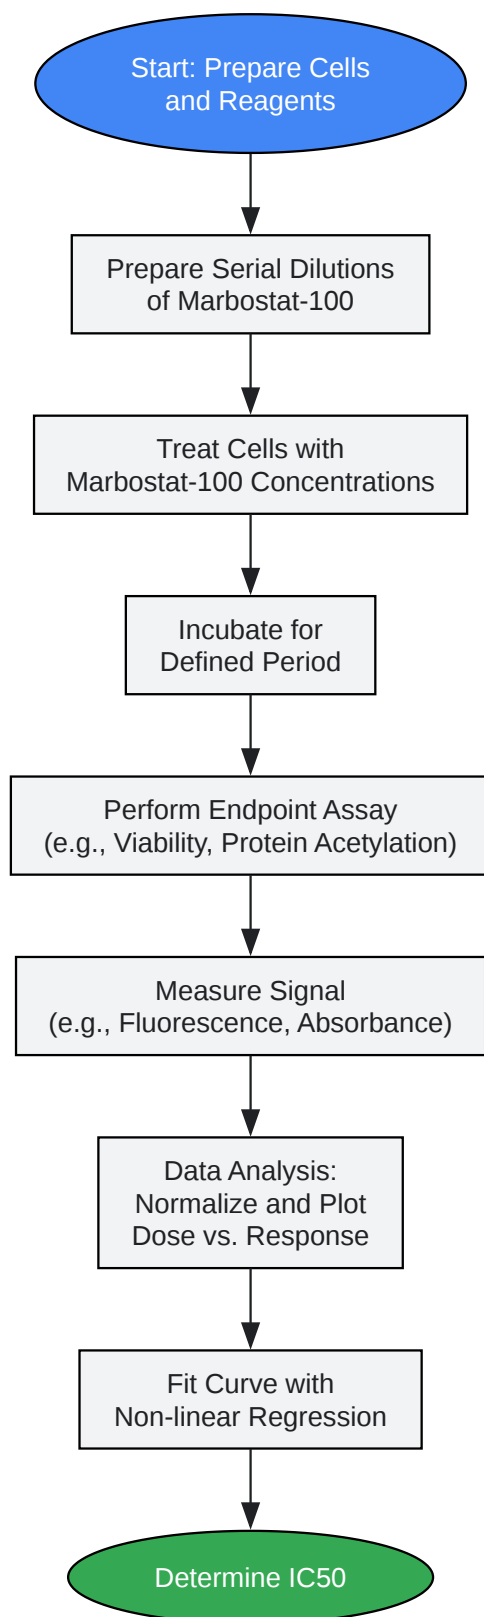 Start: Prepare Cells
and Reagents
Prepare Serial Dilutions
of Marbostat-100
Treat Cells with
Marbostat-100 Concentrations
Incubate for
Defined Period
Perform Endpoint Assay
(e.g., Viability, Protein Acetylation)
Measure Signal
(e.g., Fluorescence, Absorbance)
Data Analysis:
Normalize and Plot
Dose vs. Response
Fit Curve with
Non-linear Regression
Determine IC50